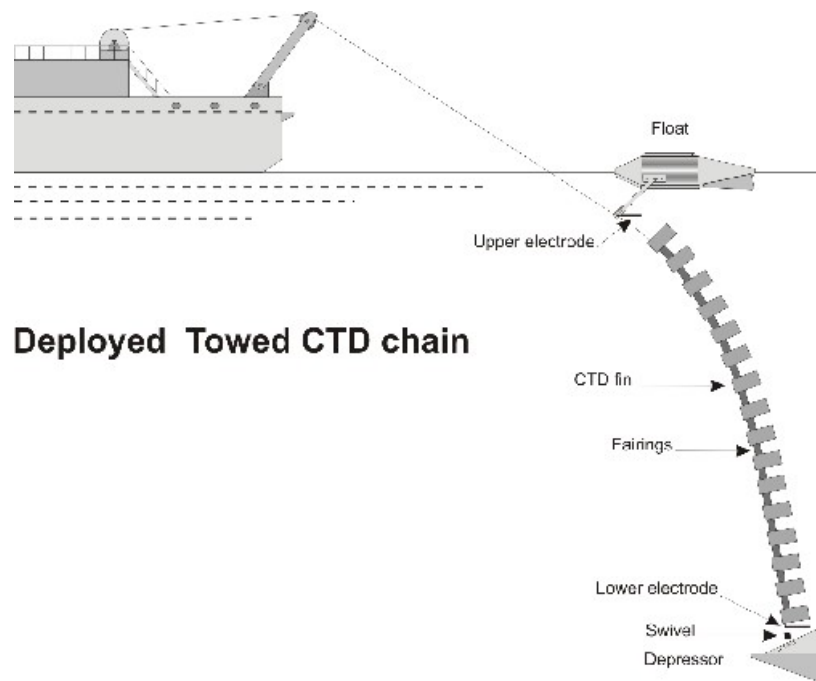 Float
Upper electrode
Deployed Towed CTD chain
CTD fin
Fairings
Lower electrode
Swivel
Depressor